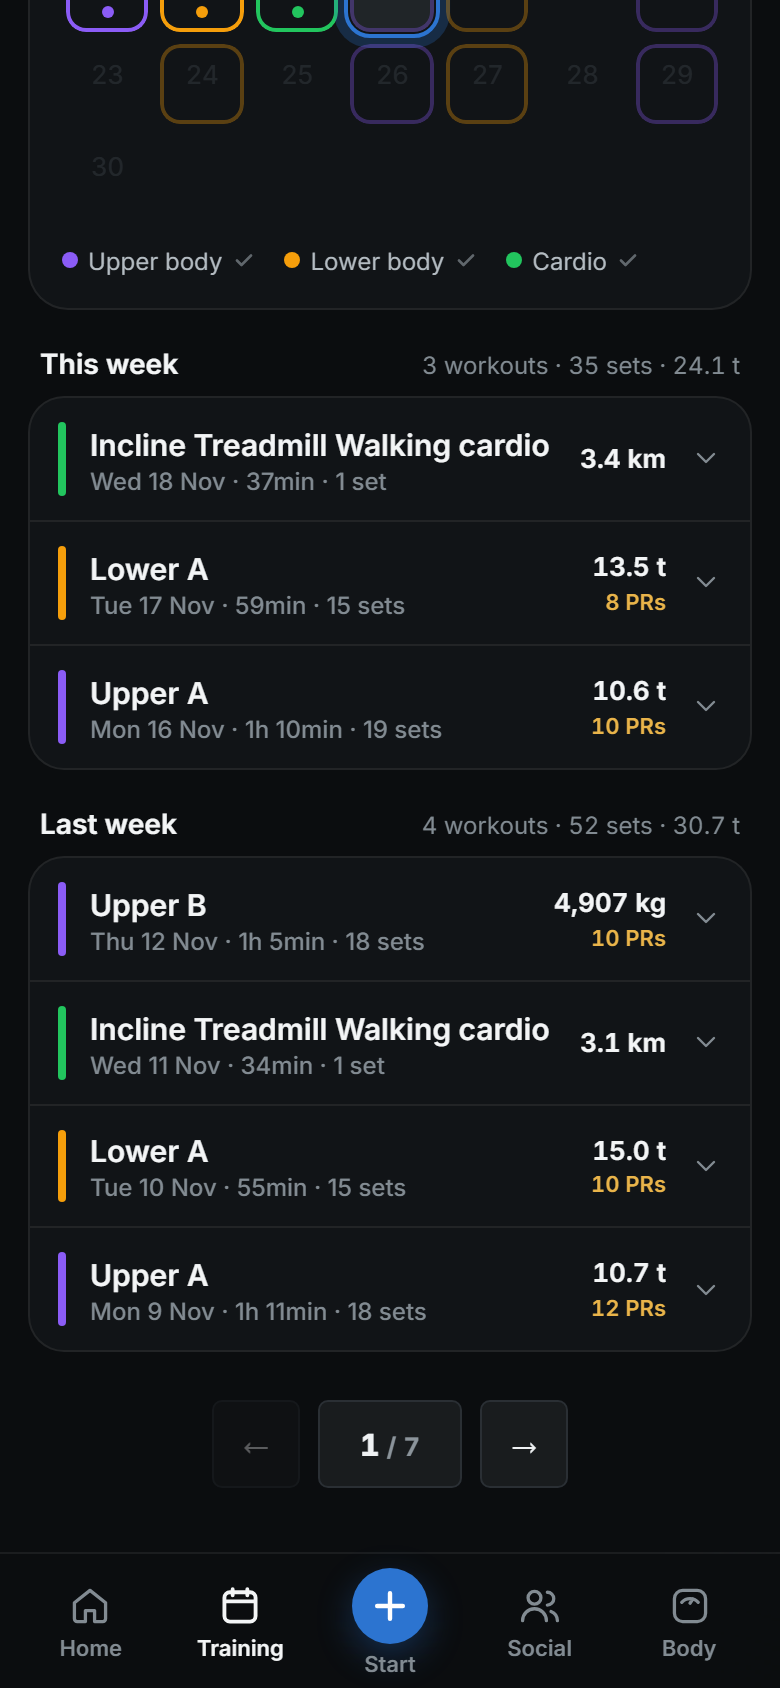 23 24 25 26 27 28 29
30
Upper body Lower body Cardio
This week 3 workouts · 35 sets · 24.1 t
Incline Treadmill Walking cardio 3.4 km
Wed 18 Nov · 37min · 1 set
Lower A 13.5 t
Tue 17 Nov · 59min · 15 sets 8 PRs
Upper A 10.6 t
Mon 16 Nov · 1h 10min · 19 sets 10 PRs
Last week 4 workouts · 52 sets · 30.7 t
Upper B 4,907 kg
Thu 12 Nov · 1h 5min · 18 sets 10 PRs
Incline Treadmill Walking cardio 3.1 km
Wed 11 Nov · 34min · 1 set
Lower A 15.0 t
Tue 10 Nov · 55min · 15 sets 10 PRs
Upper A 10.7 t
Mon 9 Nov · 1h 11min · 18 sets 12 PRs
← 1 / 7 →
Home Training Start Social Body